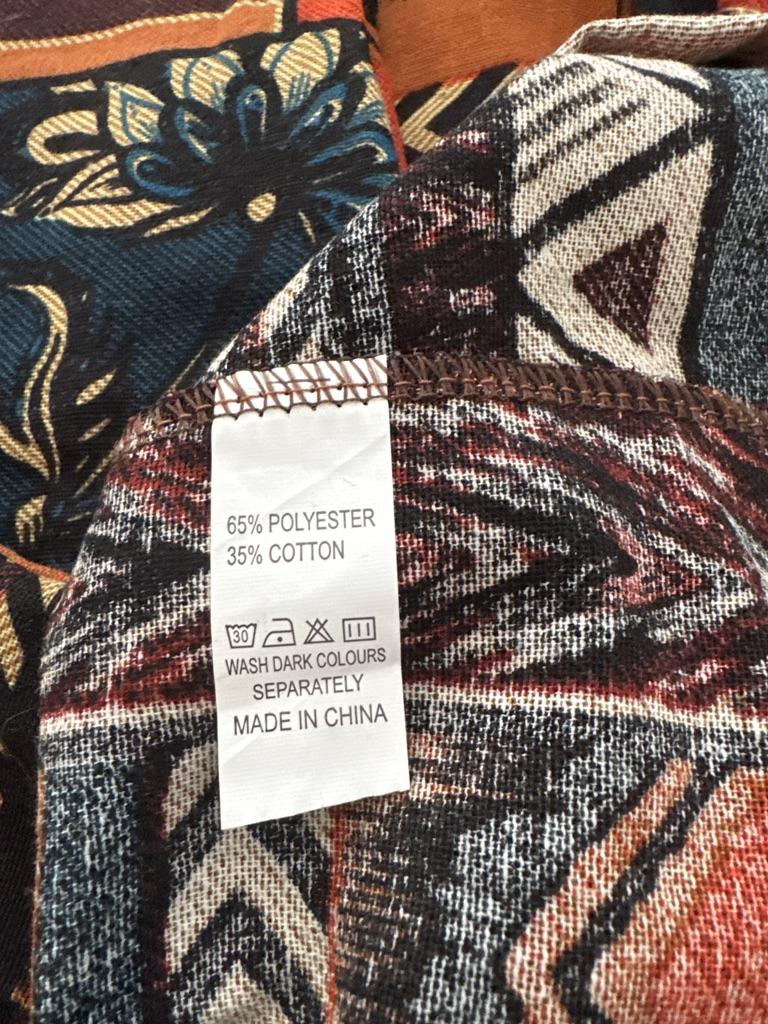 65% POLYESTER
35% COTTON
30
WASH DARK COLOURS
SEPARATELY
MADE IN CHINA